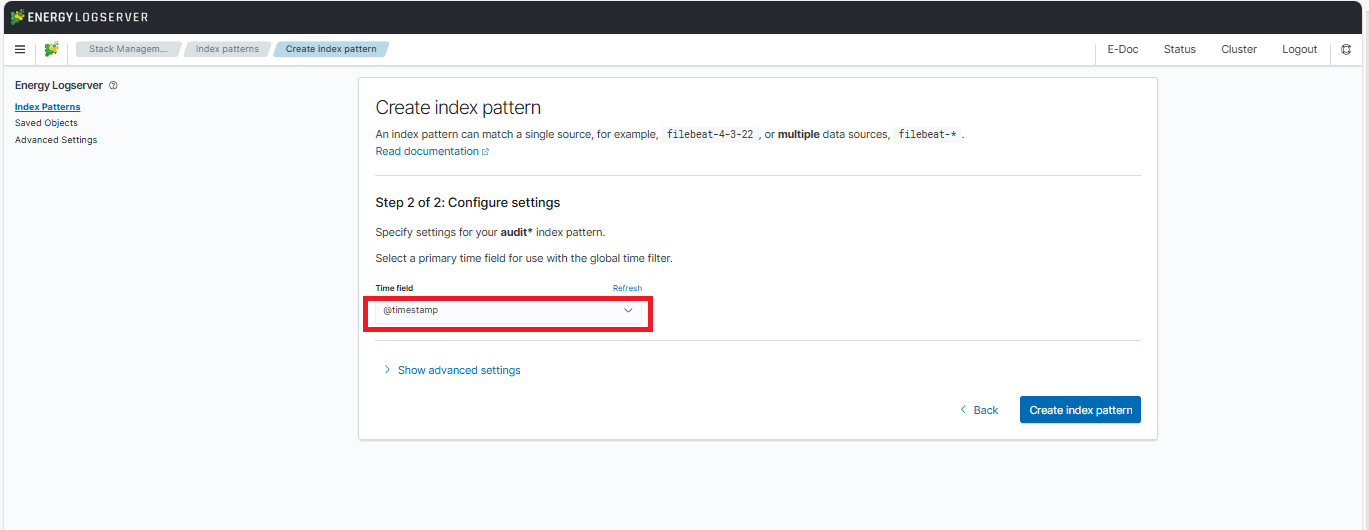 ENERGYLOGSERVER
Stack Managem... Index patterns Create index pattern E-Doc Status Cluster Logout
Energy Logserver
Index Patterns
Saved Objects
Advanced Settings
Create index pattern
An index pattern can match a single source, for example, filebeat-4-3-22 , or multiple data sources, filebeat-* .
Read documentation
Step 2 of 2: Configure settings
Specify settings for your audit* index pattern.
Select a primary time field for use with the global time filter.
Time field Refresh
@timestamp
Show advanced settings
Back Create index pattern